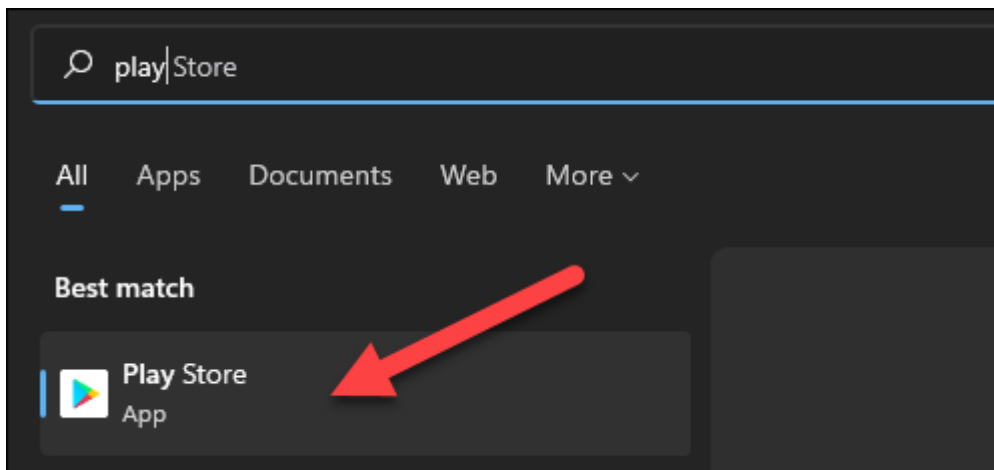 play Store
All Apps Documents Web More
Best match
Play Store
App